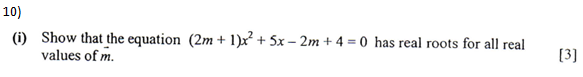 10)
(i) Show that the equation (2m + 1)x² + 5x – 2m + 4 = 0 has real roots for all real
values of m. [3]